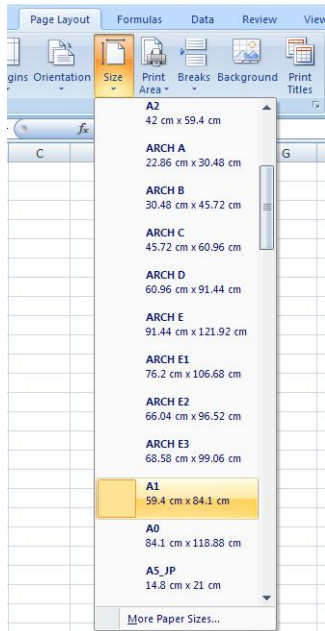 Page Layout Formulas Data Review View
gins Orientation Size Print Area Breaks Background Print Titles
fx
C G
A2
42 cm x 59.4 cm
ARCH A
22.86 cm x 30.48 cm
ARCH B
30.48 cm x 45.72 cm
ARCH C
45.72 cm x 60.96 cm
ARCH D
60.96 cm x 91.44 cm
ARCH E
91.44 cm x 121.92 cm
ARCH E1
76.2 cm x 106.68 cm
ARCH E2
66.04 cm x 96.52 cm
ARCH E3
68.58 cm x 99.06 cm
A1
59.4 cm x 84.1 cm
A0
84.1 cm x 118.88 cm
A5_JP
14.8 cm x 21 cm
More Paper Sizes...